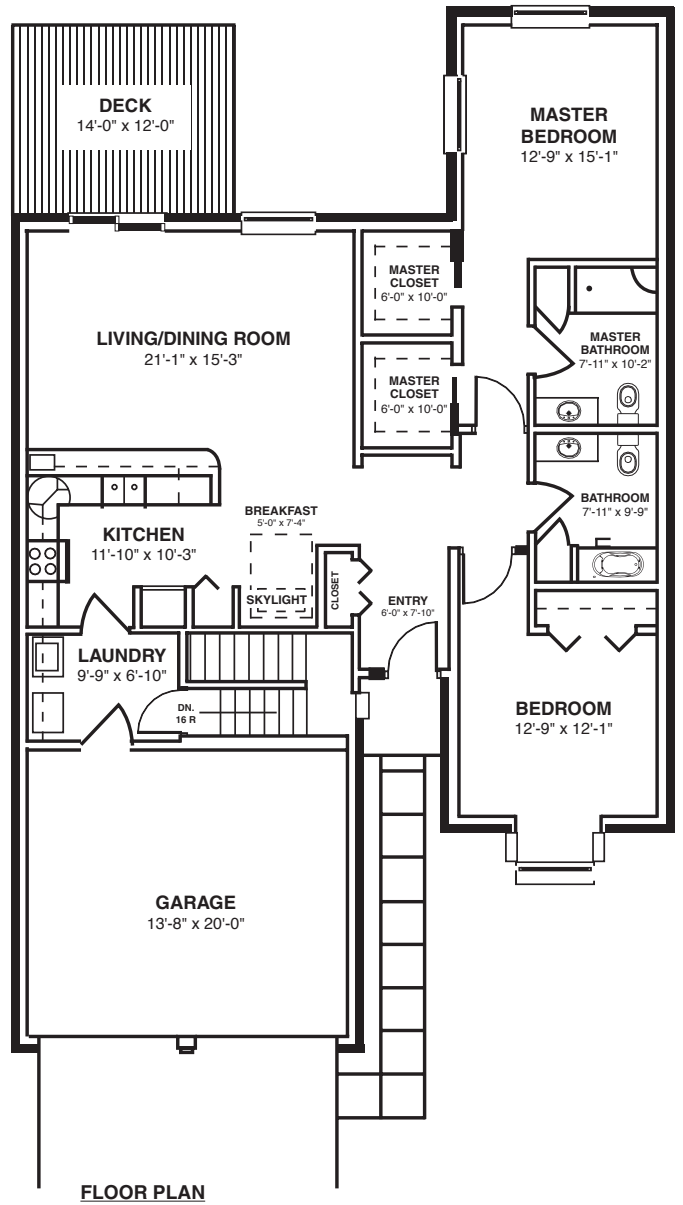 DECK
14'-0" x 12'-0"
MASTER
BEDROOM
12'-9" x 15'-1"
MASTER
CLOSET
6'-0" x 10'-0"
LIVING/DINING ROOM
21'-1" x 15'-3"
MASTER
BATHROOM
7'-11" x 10'-2"
MASTER
CLOSET
6'-0" x 10'-0"
BREAKFAST
5'-0" x 7'-4"
KITCHEN
11'-10" x 10'-3"
BATHROOM
7'-11" x 9'-9"
SKYLIGHT
CLOSET
ENTRY
6'-0" x 7'-10"
LAUNDRY
9'-9" x 6'-10"
DN.
16 R
BEDROOM
12'-9" x 12'-1"
GARAGE
13'-8" x 20'-0"
FLOOR PLAN